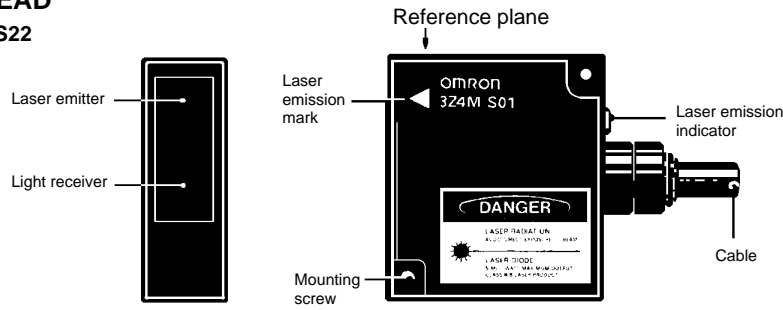 EAD
S22
Reference plane
Laser emitter
Light receiver
Laser
emission
mark
OMRON
3Z4M S01
Laser emission
indicator
DANGER
LASER RADIATION
LASER DIODE
Cable
Mounting
screw